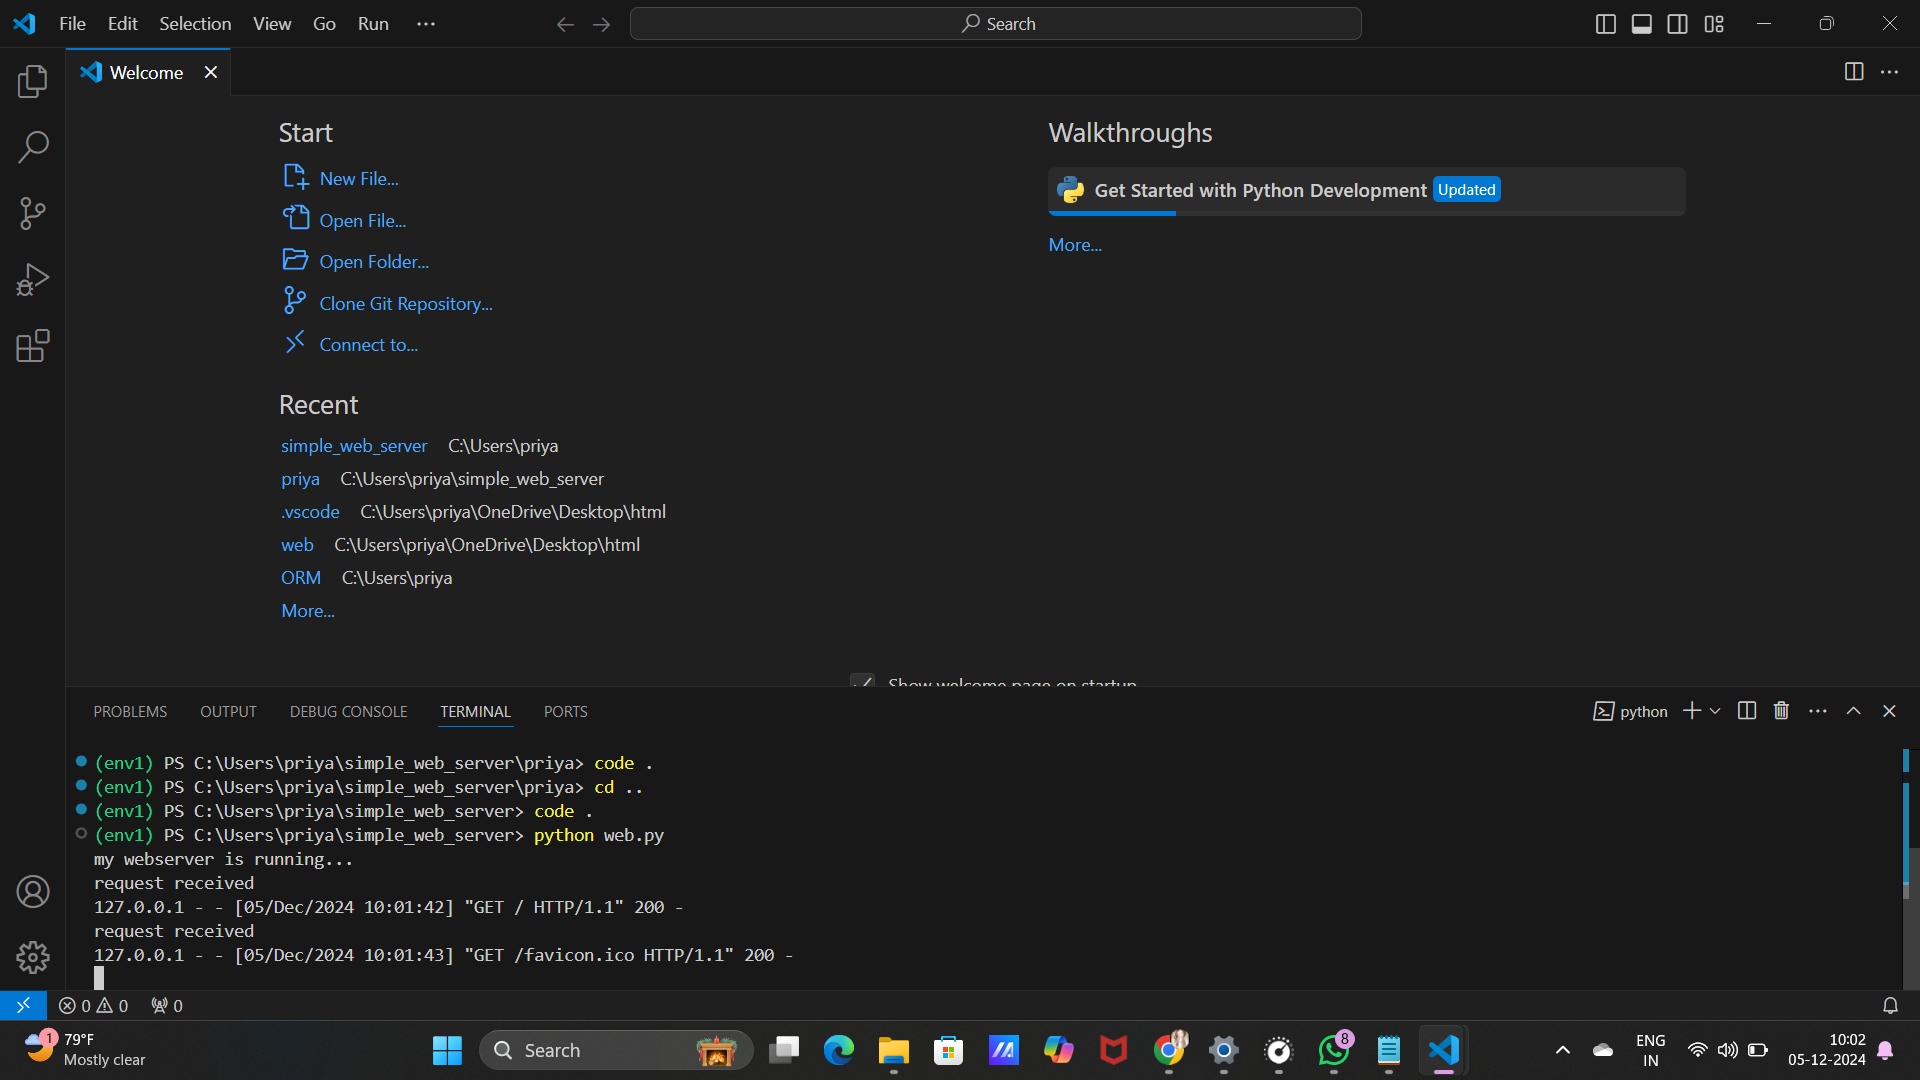 File Edit Selection View Go Run ···
Search
Welcome
Start
New File...
Open File...
Open Folder...
Clone Git Repository...
Connect to...
Recent
simple_web_server C:\Users\priya
priya C:\Users\priya\simple_web_server
.vscode C:\Users\priya\OneDrive\Desktop\html
web C:\Users\priya\OneDrive\Desktop\html
ORM C:\Users\priya
More...
Walkthroughs
Get Started with Python Development Updated
More...
Show welcome page on startup
PROBLEMS OUTPUT DEBUG CONSOLE TERMINAL PORTS
python
(env1) PS C:\Users\priya\simple_web_server\priya> code .
(env1) PS C:\Users\priya\simple_web_server\priya> cd ..
(env1) PS C:\Users\priya\simple_web_server> code .
(env1) PS C:\Users\priya\simple_web_server> python web.py
my webserver is running...
request received
127.0.0.1 - - [05/Dec/2024 10:01:42] "GET / HTTP/1.1" 200 -
request received
127.0.0.1 - - [05/Dec/2024 10:01:43] "GET /favicon.ico HTTP/1.1" 200 -
0 0 0
1
79°F
Mostly clear
Search
8
ENG
IN
10:02
05-12-2024